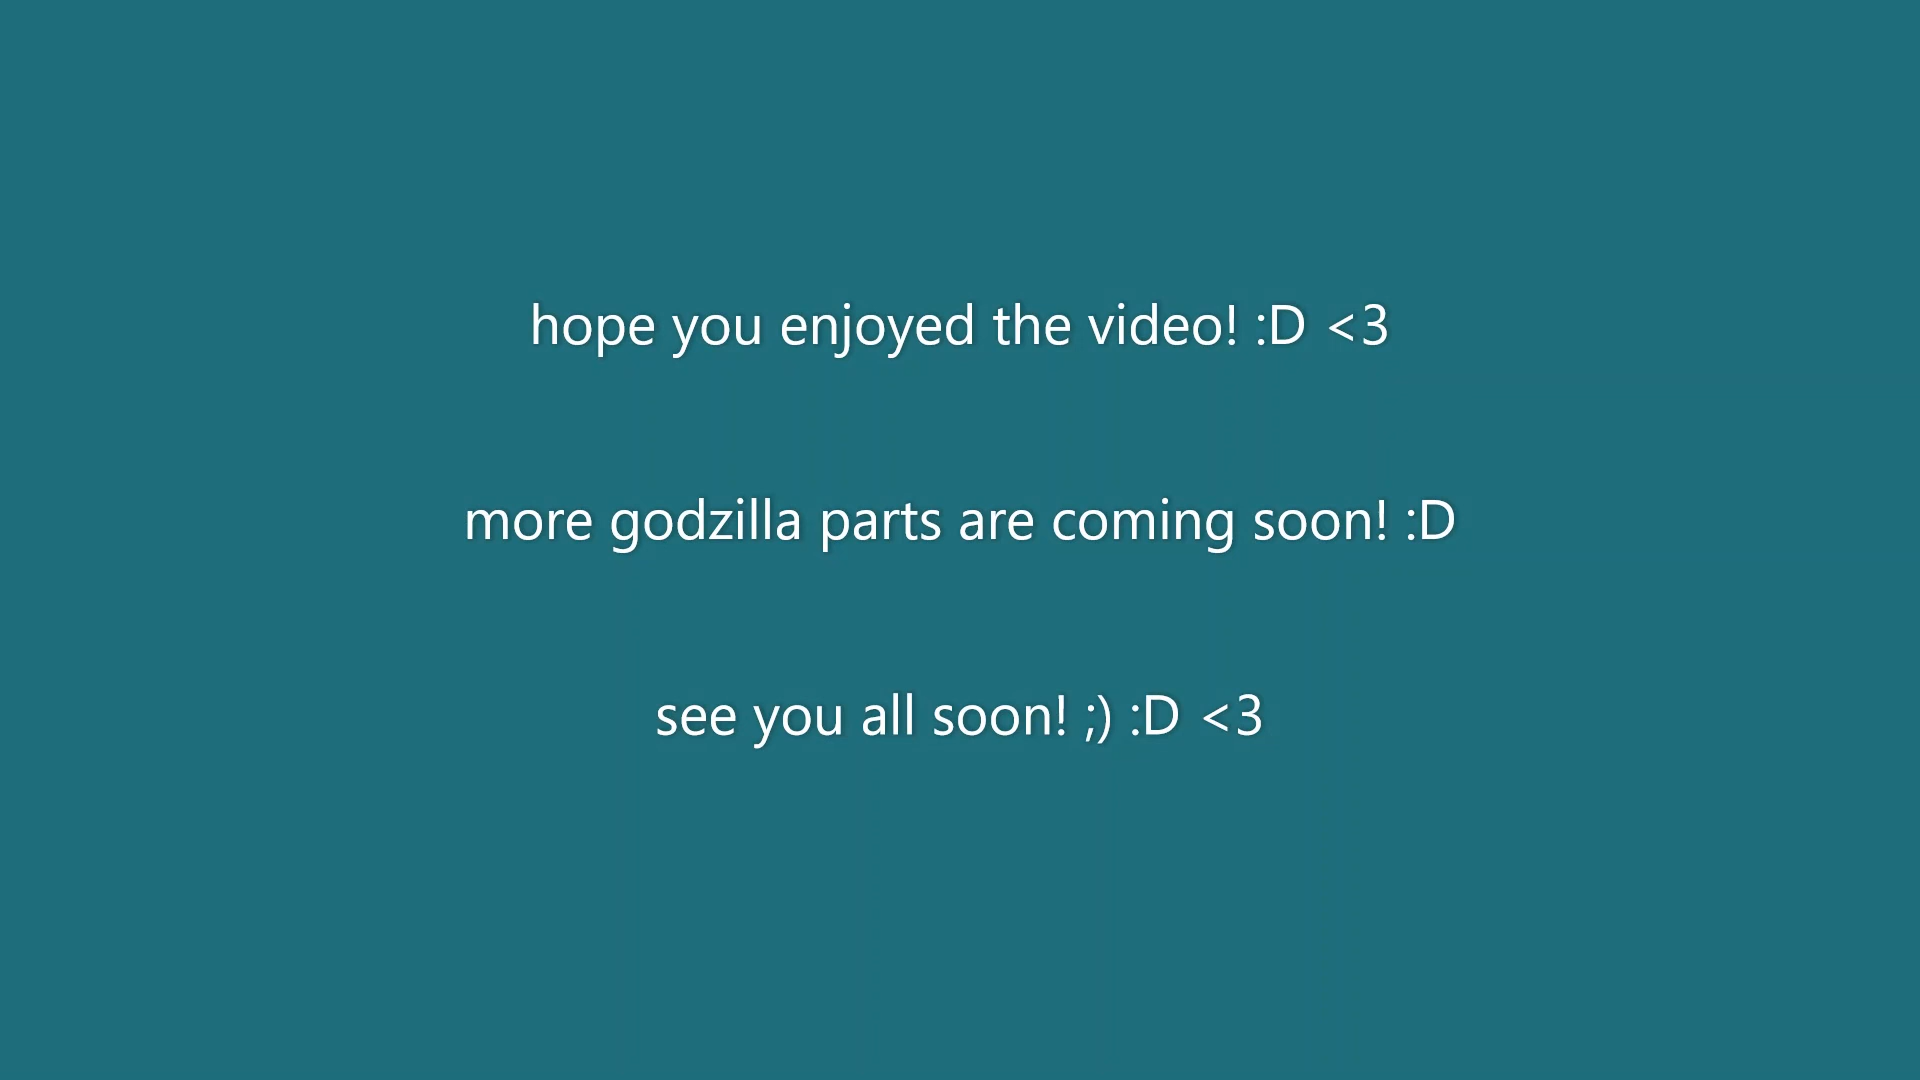 hope you enjoyed the video! :D <3
more godzilla parts are coming soon! :D
see you all soon! ;) :D <3